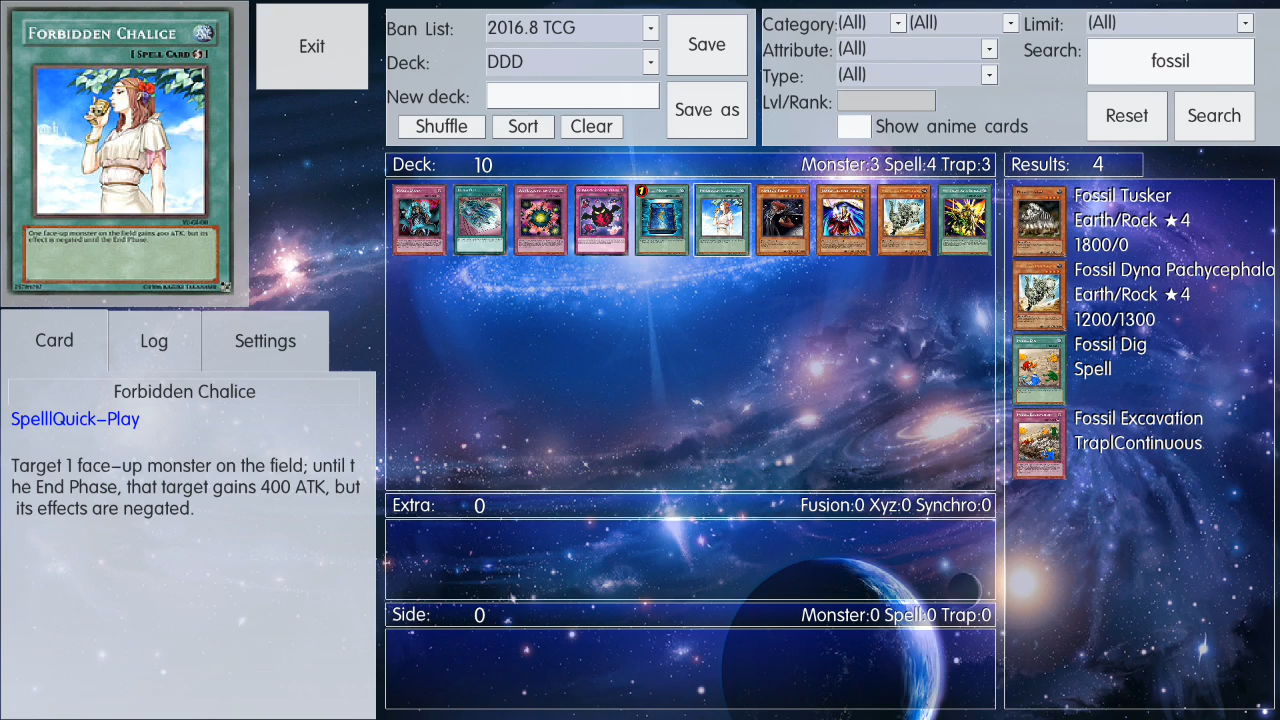 FORBIDDEN CHALICE
[ SPELL CARD ]
One face-up monster on the field gains 400 ATK, but its
effect is negated until the End Phase.
Exit
Card
Log
Settings
Forbidden Chalice
Spell|Quick-Play
Target 1 face-up monster on the field; until t
he End Phase, that target gains 400 ATK, but
its effects are negated.
Ban List:
2016.8 TCG
Deck:
DDD
New deck:
Save
Save as
Shuffle
Sort
Clear
Category:
(All)
(All)
Limit:
(All)
Attribute:
(All)
Search:
fossil
Type:
(All)
Lvl/Rank:
Show anime cards
Reset
Search
Deck:
10
Monster:3 Spell:4 Trap:3
1
Extra:
0
Fusion:0 Xyz:0 Synchro:0
Side:
0
Monster:0 Spell:0 Trap:0
Results:
4
Fossil Tusker
Earth/Rock ★4
1800/0
Fossil Dyna Pachycephalo
Earth/Rock ★4
1200/1300
Fossil Dig
Spell
Fossil Excavation
Trap|Continuous